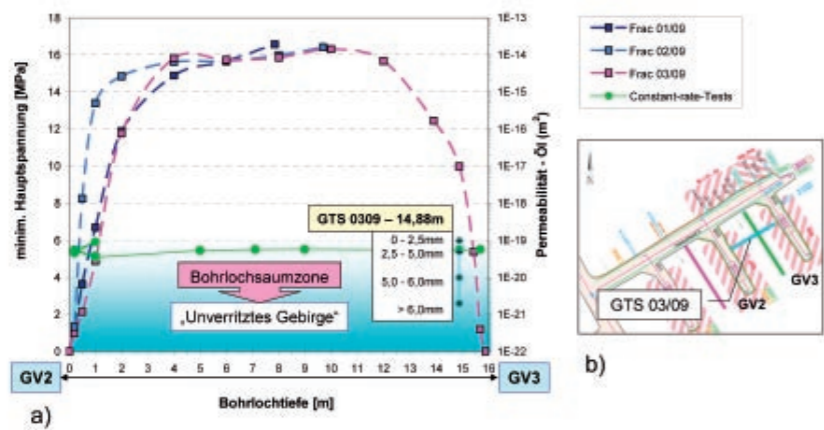 minim. Hauptspannung [MPa]
18
16
14
12
10
8
6
4
2
0
1E-13
1E-14
1E-15
1E-16
1E-17
1E-18
1E-19
1E-20
1E-21
1E-22
Permeabilität - Öl (m²)
GTS 0309 – 14,88m
0 - 2,5mm
2,5 - 5,0mm
5,0 - 6,0mm
> 6,0mm
Bohrlochsaumzone
„Unverritztes Gebirge“
0 1 2 3 4 5 6 7 8 9 10 11 12 13 14 15 16
GV2
GV3
Bohrlochtiefe [m]
a)
Frac 01/09
Frac 02/09
Frac 03/09
Constant-rate-Tests
GTS 03/09
GV2
GV3
b)